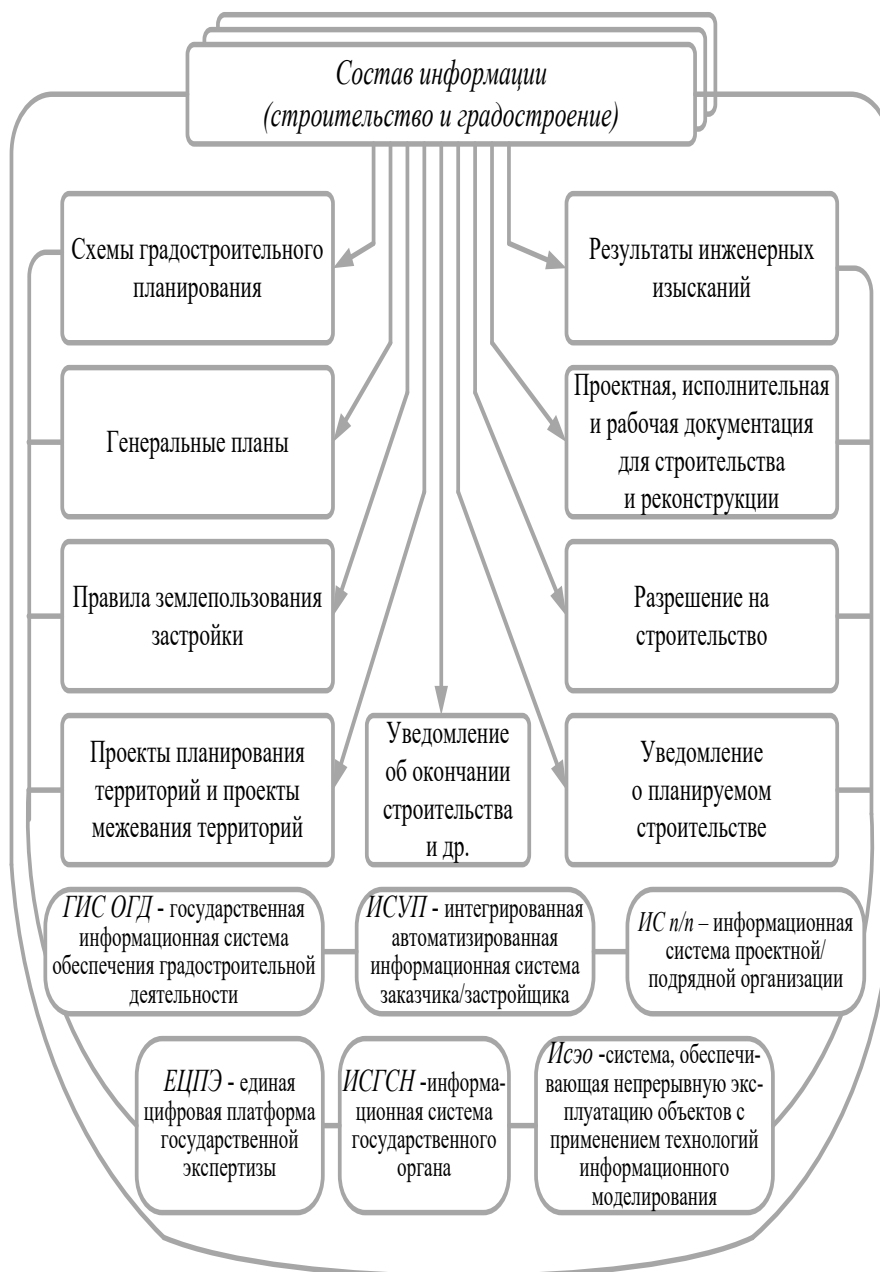 Состав информации
(строительство и градостроение)
Схемы градостроительного
планирования
Результаты инженерных
изысканий
Генеральные планы
Проектная, исполнительная
и рабочая документация
для строительства
и реконструкции
Правила землепользования
застройки
Разрешение на
строительство
Проекты планирования
территорий и проекты
межевания территорий
Уведомление
об окончании
строительства
и др.
Уведомление
о планируемом
строительстве
ГИС ОГД - государственная
информационная система
обеспечения градостроительной
деятельности
ИСУП - интегрированная
автоматизированная
информационная система
заказчика/застройщика
ИС п/п – информационная
система проектной/
подрядной организации
ЕЦПЭ - единая
цифровая платформа
государственной
экспертизы
ИСГСН -информа-
ционная система
государственного
органа
Исэо -система, обеспечи-
вающая непрерывную экс-
плуатацию объектов с
применением технологий
информационного
моделирования